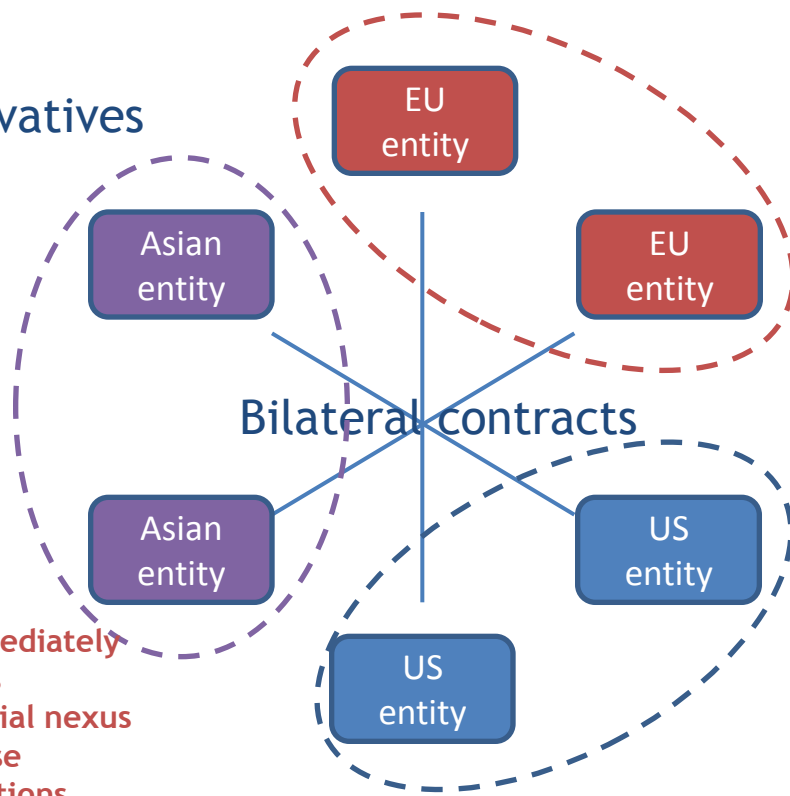 EU
entity
vatives
Asian
entity
EU
entity
Bilateral contracts
Asian
entity
US
entity
ediately
US
entity
ial nexus
se
tions